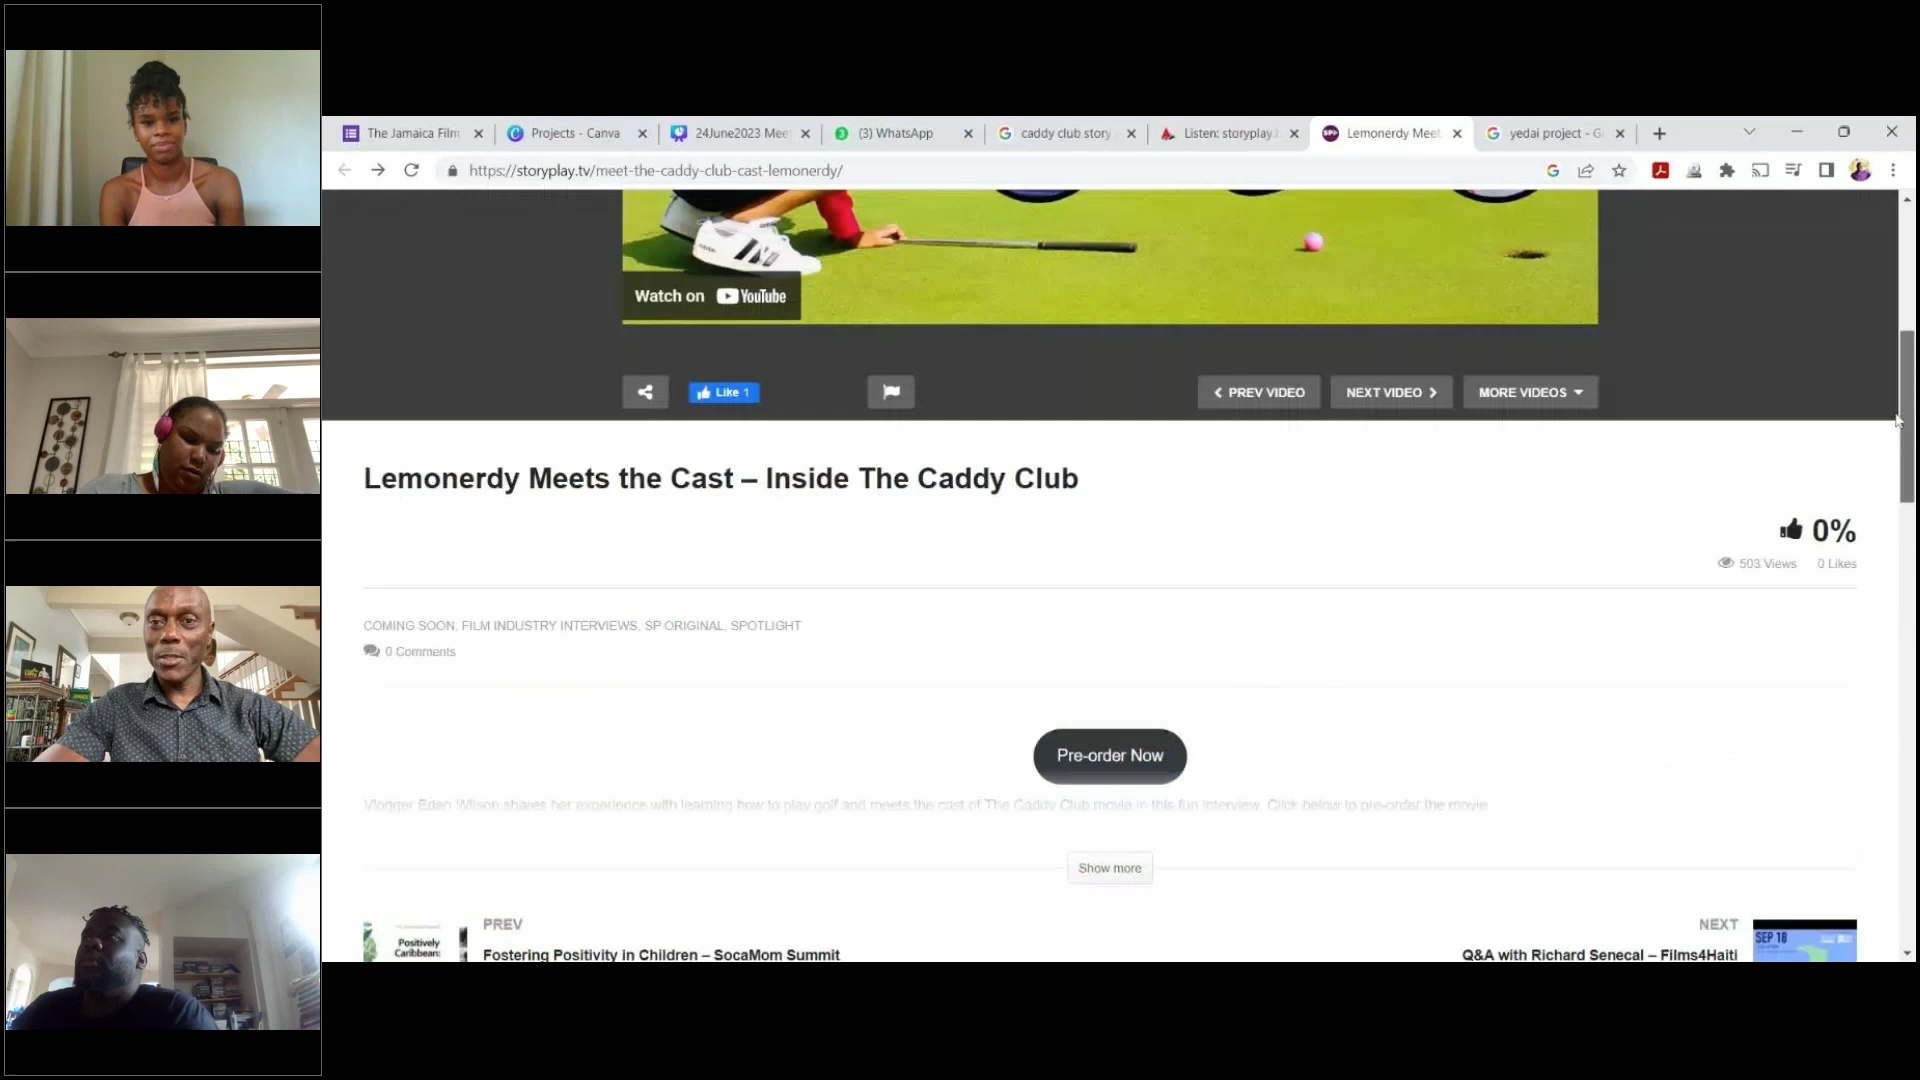 The Jamaica Film
Projects - Canva
24June2023 Mee
(3) WhatsApp
caddy club story
Listen: storyplay.
Lemonerdy Meet
yedai project - G
https://storyplay.tv/meet-the-caddy-club-cast-lemonerdy/
Watch on YouTube
Like 1
PREV VIDEO
NEXT VIDEO
MORE VIDEOS
Lemonerdy Meets the Cast – Inside The Caddy Club
0%
503 Views 0 Likes
COMING SOON, FILM INDUSTRY INTERVIEWS, SP ORIGINAL, SPOTLIGHT
0 Comments
Pre-order Now
Vlogger Eden Wilson shares her experience with learning how to play golf and meets the cast of The Caddy Club movie in this fun interview. Click below to pre-order the movie
Show more
PREV
Positively
Caribbean:
Fostering Positivity in Children – SocaMom Summit
NEXT
Q&A with Richard Senecal – Films4Haiti
SEP 18